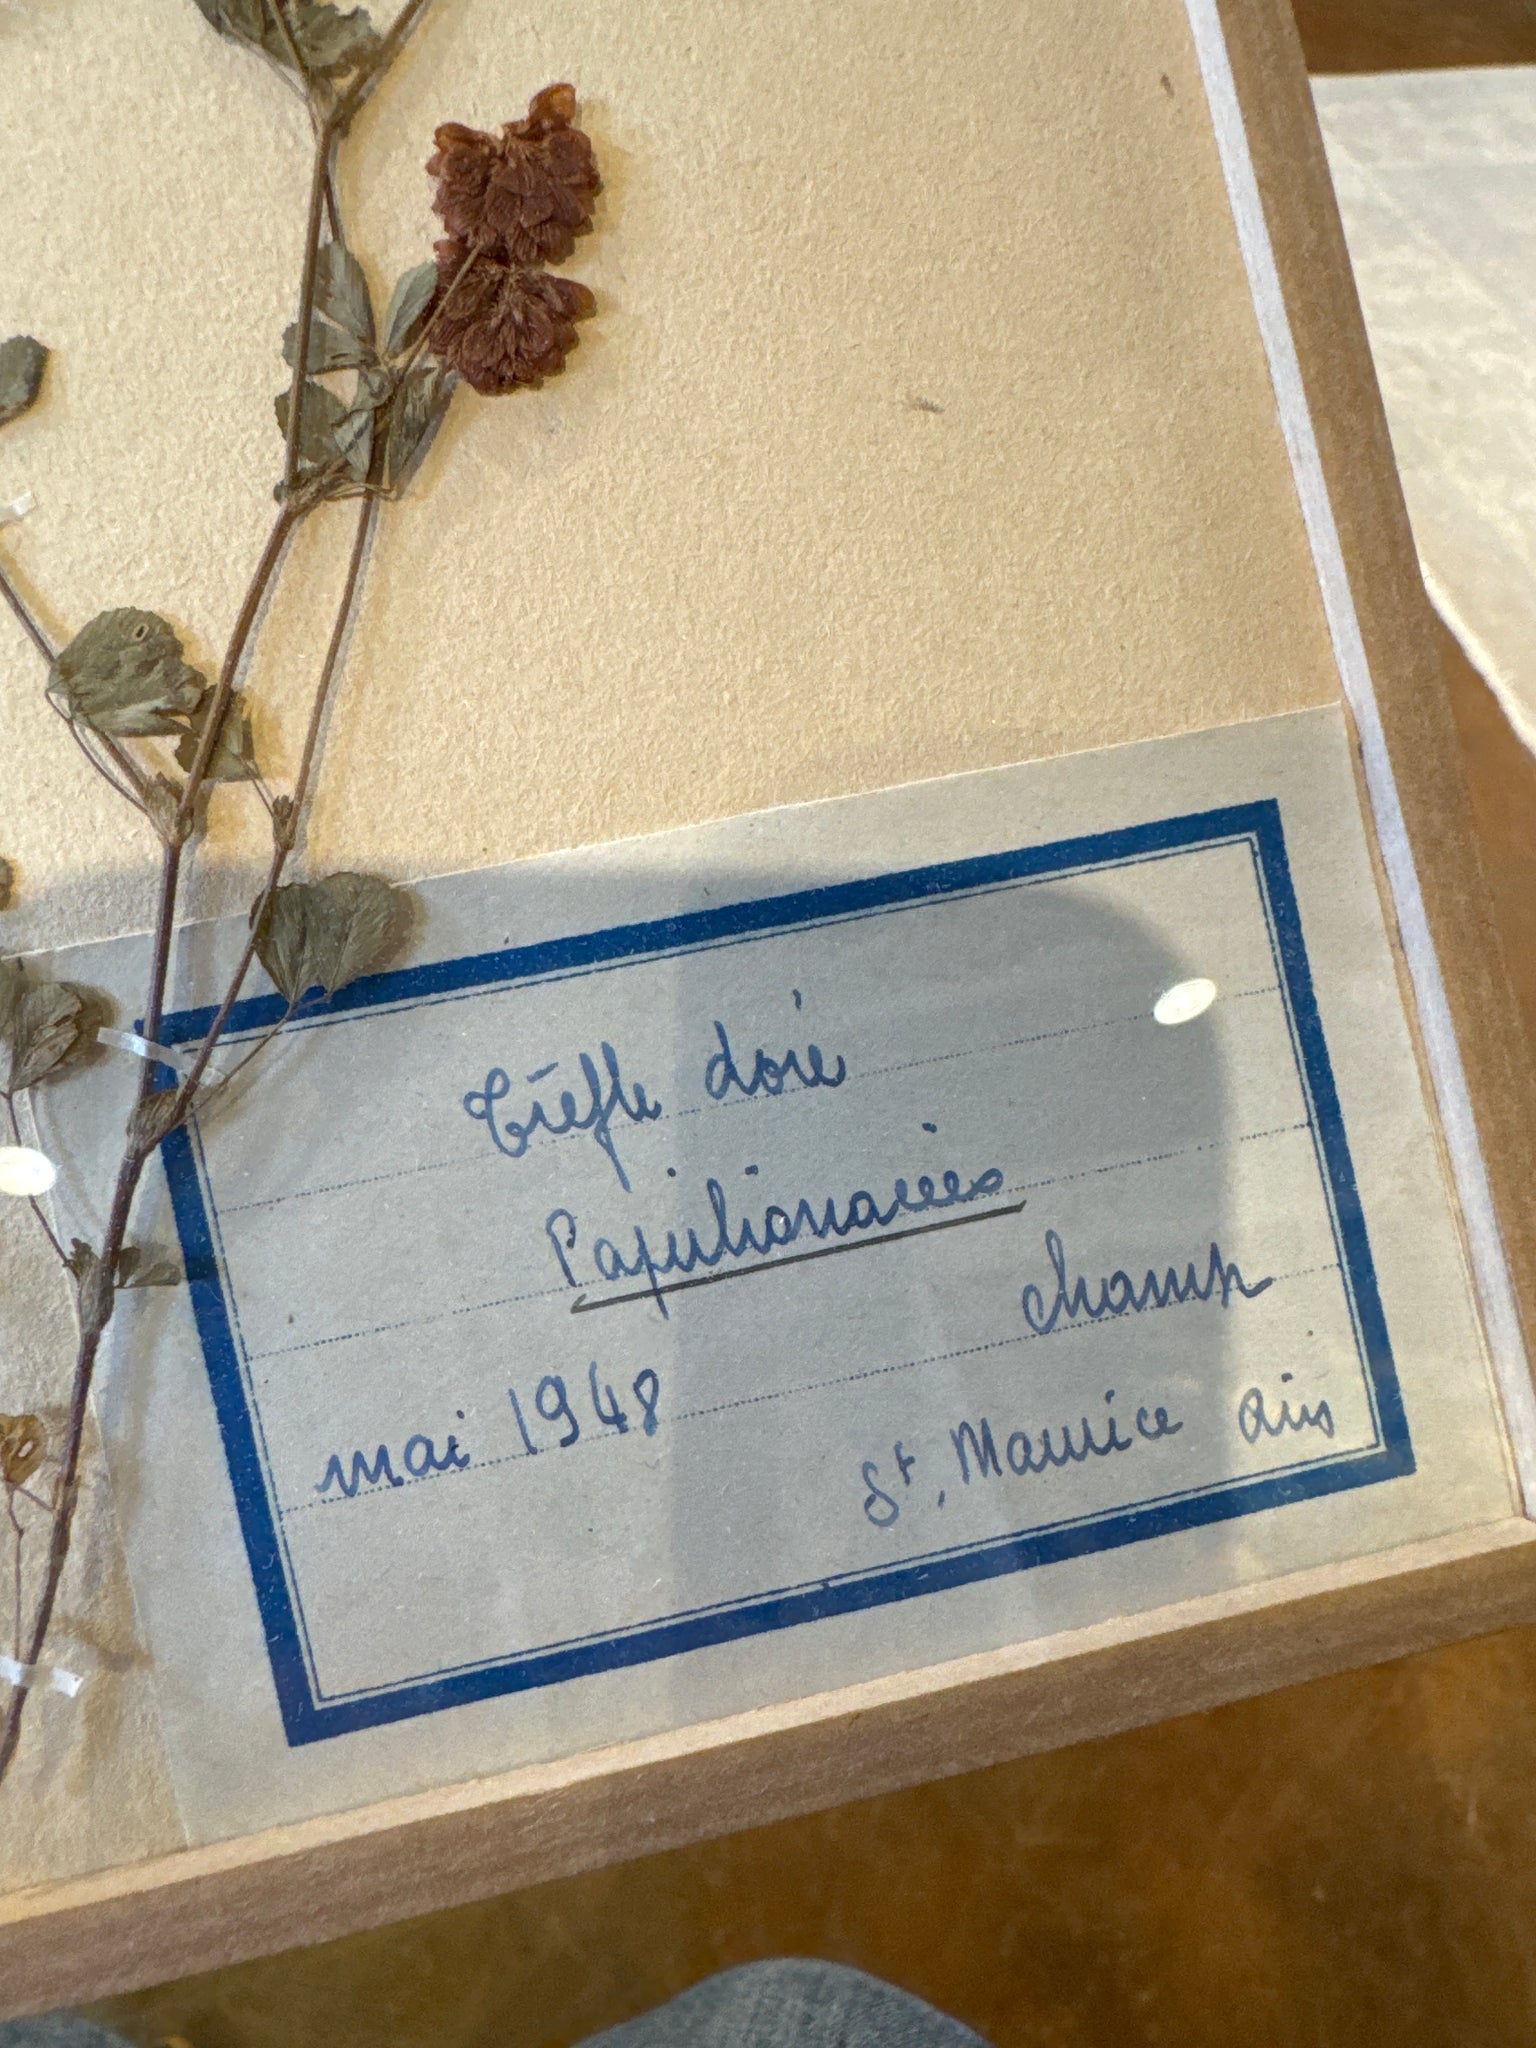 Trèfle doré
Papilionacées
champ
mai 1948
St. Maurice Ain